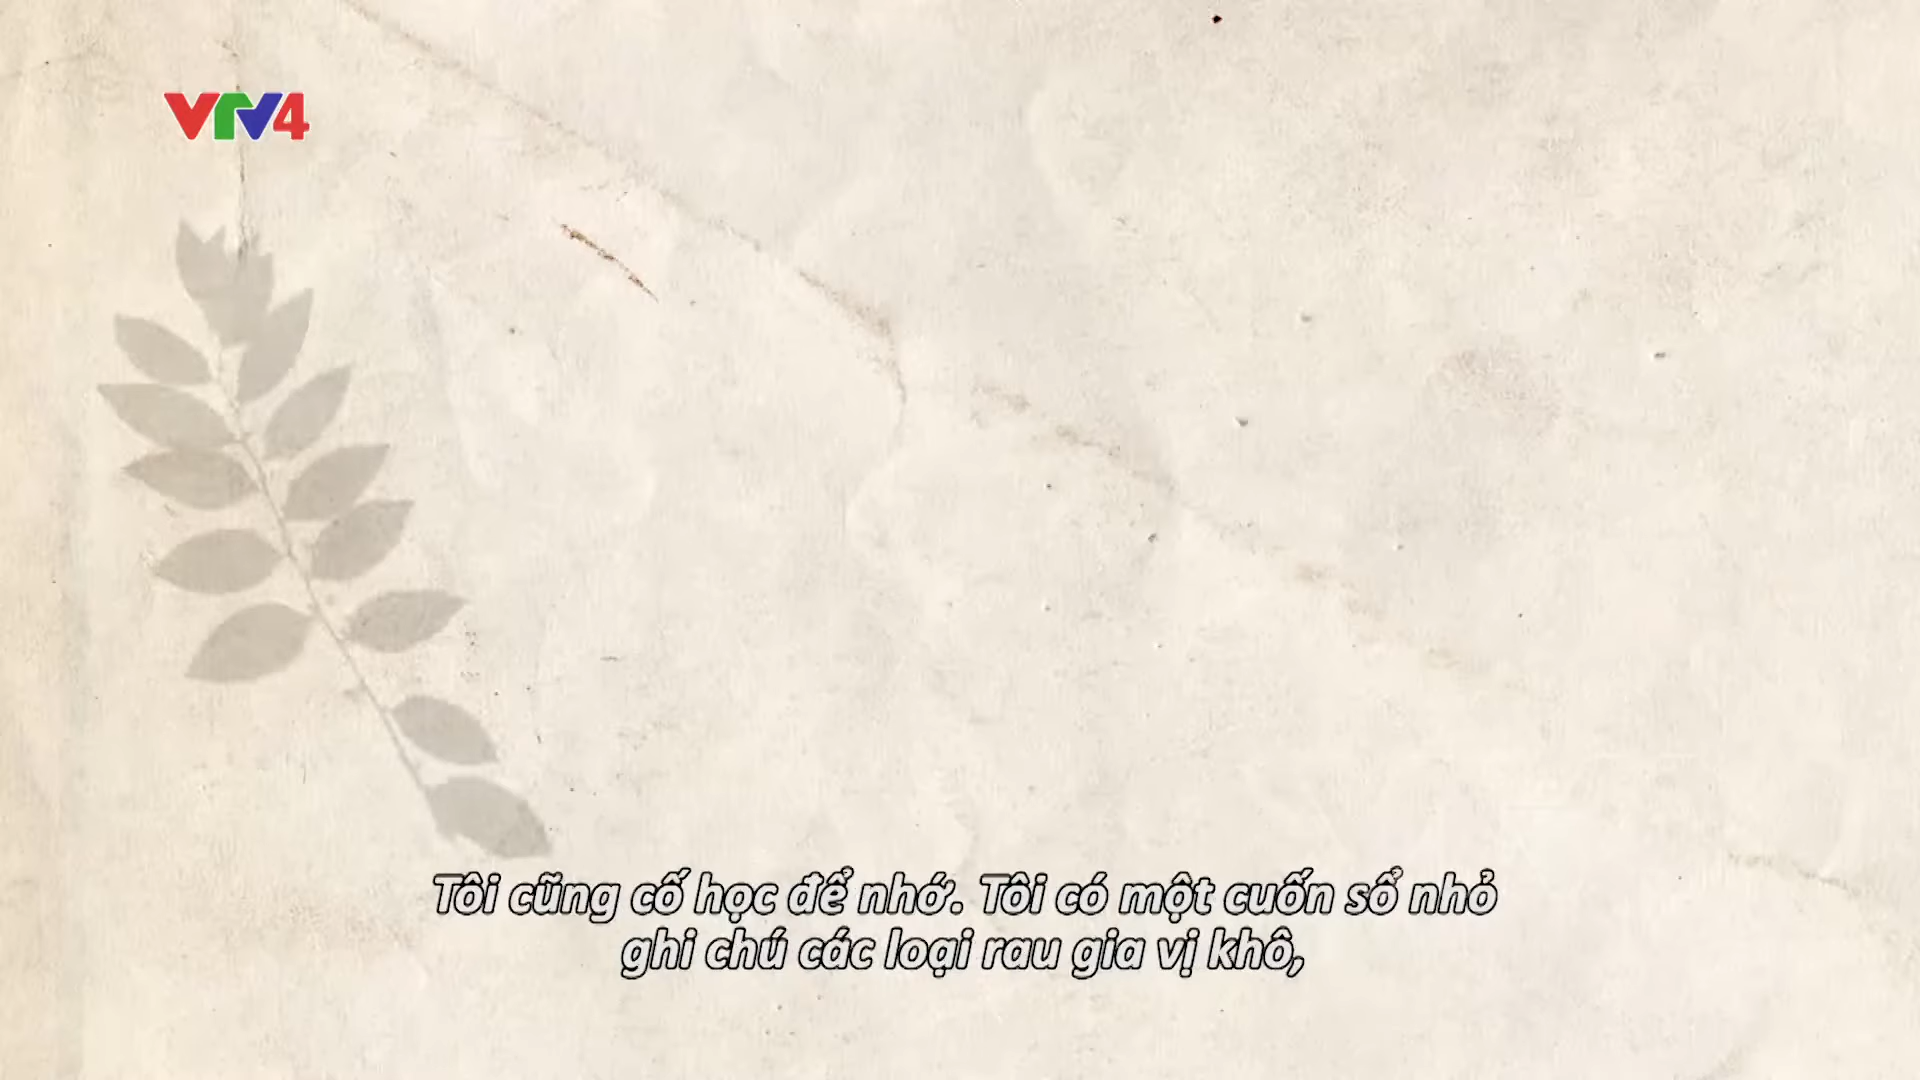 VTV4
Tôi cũng cố học để nhớ. Tôi có một cuốn sổ nhỏ
ghi chú các loại rau gia vị khô,